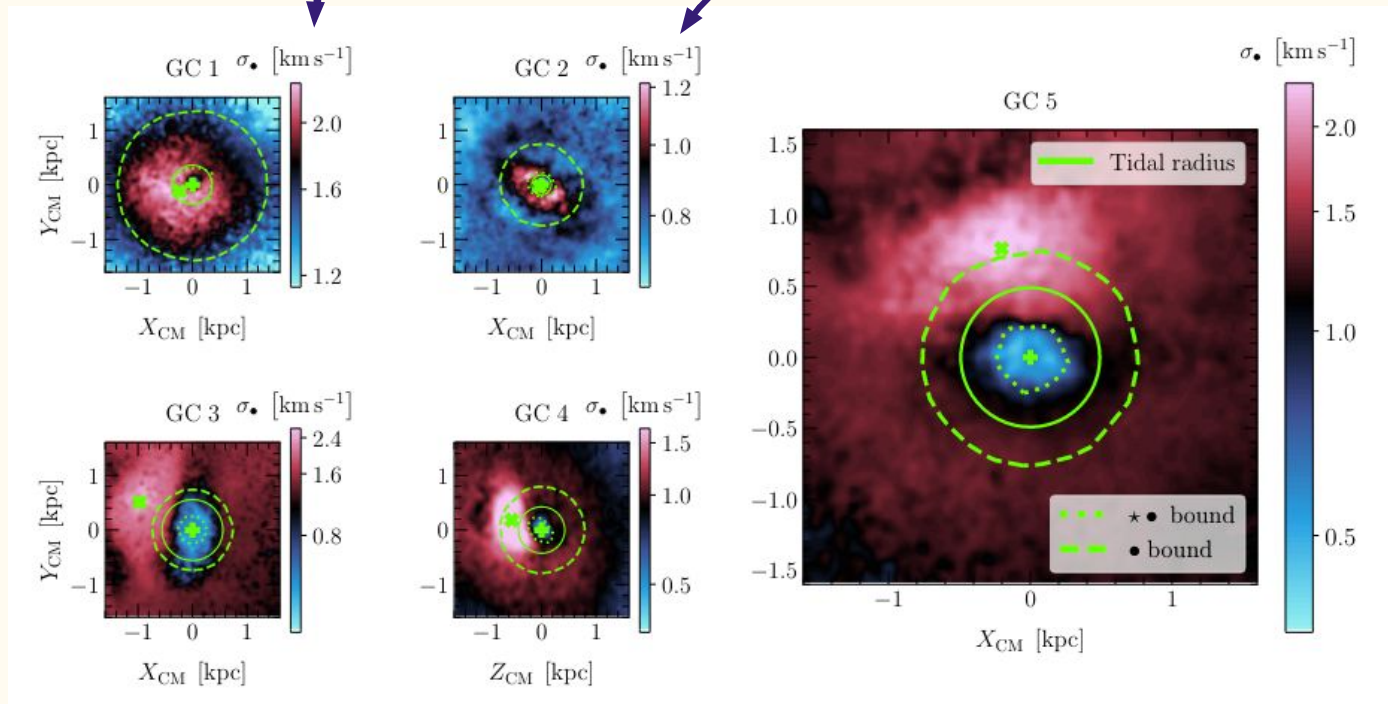 GC 1 σ• [km s⁻¹]
2.0
1.6
1.2
1
0
−1
Y_CM [kpc]
−1 0 1
X_CM [kpc]
GC 2 σ• [km s⁻¹]
1.2
1.0
0.8
1
0
−1
−1 0 1
X_CM [kpc]
GC 3 σ• [km s⁻¹]
2.4
1.6
0.8
1
0
−1
Y_CM [kpc]
−1 0 1
X_CM [kpc]
GC 4 σ• [km s⁻¹]
1.5
1.0
0.5
1
0
−1
−1 0 1
Z_CM [kpc]
GC 5
σ• [km s⁻¹]
2.0
1.5
1.0
0.5
1.5
1.0
0.5
0.0
−0.5
−1.0
−1.5
Tidal radius
⋆ • bound
• bound
−1 0 1
X_CM [kpc]